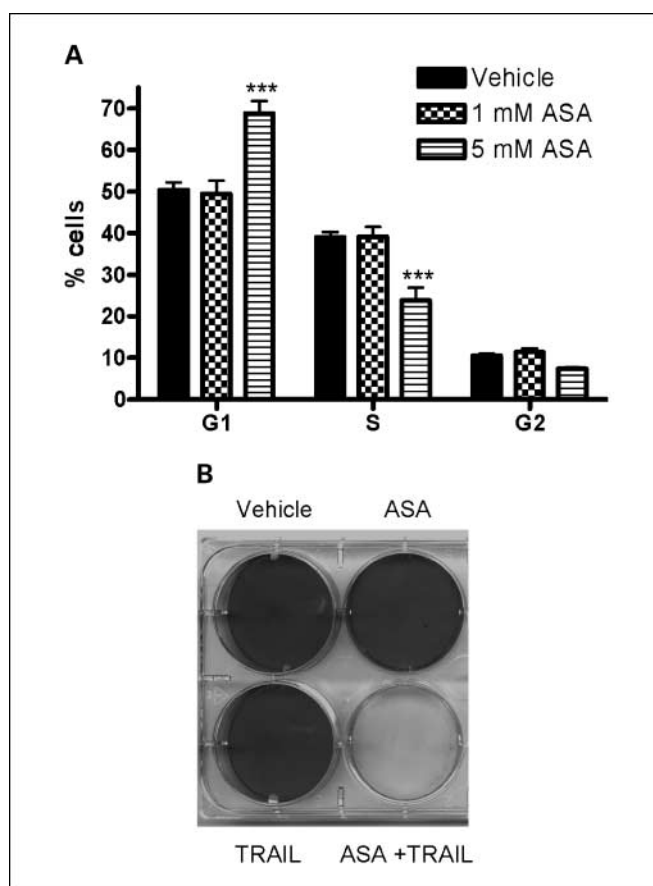 A
Vehicle
1 mM ASA
5 mM ASA
% cells
70
60
50
40
30
20
10
0
***
***
G1
S
G2
B
Vehicle ASA
TRAIL ASA +TRAIL